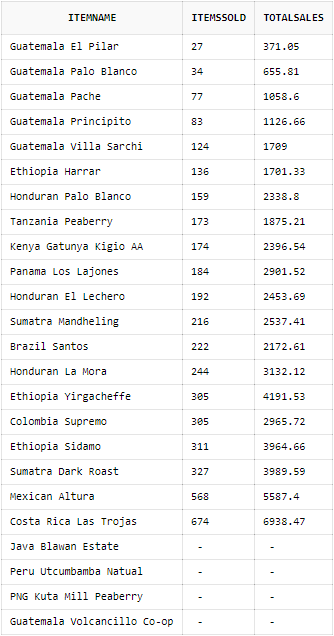 ITEMNAME ITEMSSOLD TOTALSALES
Guatemala El Pilar 27 371.05
Guatemala Palo Blanco 34 655.81
Guatemala Pache 77 1058.6
Guatemala Principito 83 1126.66
Guatemala Villa Sarchi 124 1709
Ethiopia Harrar 136 1701.33
Honduran Palo Blanco 159 2338.8
Tanzania Peaberry 173 1875.21
Kenya Gatunya Kigio AA 174 2396.54
Panama Los Lajones 184 2901.52
Honduran El Lechero 192 2453.69
Sumatra Mandheling 216 2537.41
Brazil Santos 222 2172.61
Honduran La Mora 244 3132.12
Ethiopia Yirgacheffe 305 4191.53
Colombia Supremo 305 2965.72
Ethiopia Sidamo 311 3964.66
Sumatra Dark Roast 327 3989.59
Mexican Altura 568 5587.4
Costa Rica Las Trojas 674 6938.47
Java Blawan Estate - -
Peru Utcumbamba Natual - -
PNG Kuta Mill Peaberry - -
Guatemala Volcancillo Co-op - -